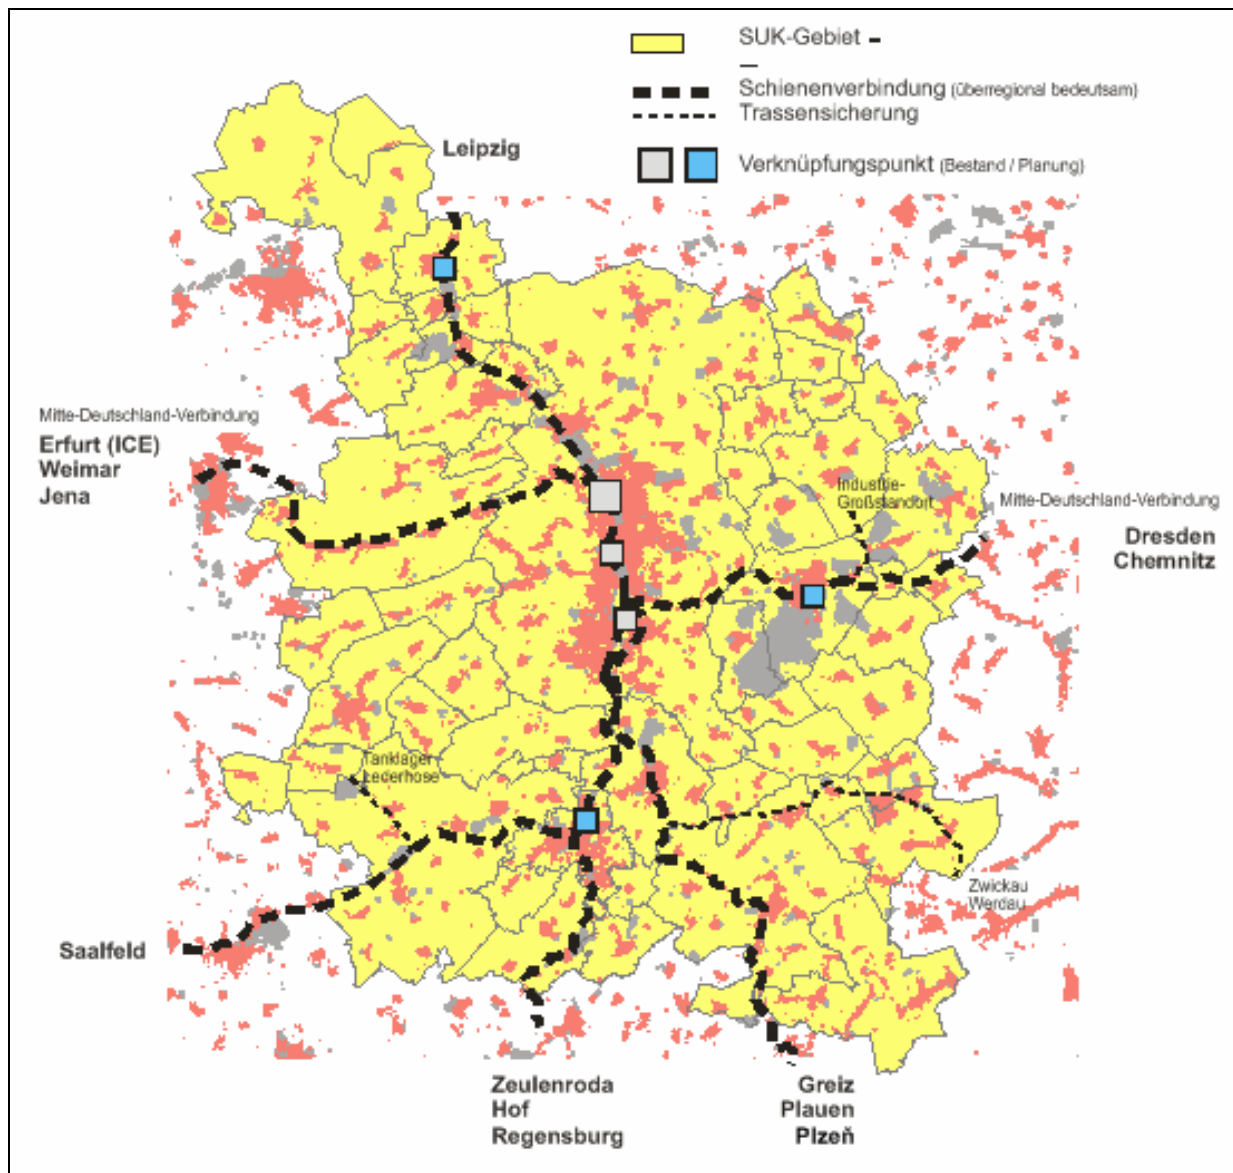 SUK-Gebiet
Schienenverbindung (überregional bedeutsam)
Trassensicherung
Verknüpfungspunkt (Bestand / Planung)
Leipzig
Mitte-Deutschland-Verbindung
Erfurt (ICE)
Weimar
Jena
Industrie-
Großstandort
Mitte-Deutschland-Verbindung
Dresden
Chemnitz
Tanklager
Lederhose
Zwickau
Werdau
Saalfeld
Zeulenroda
Hof
Regensburg
Greiz
Plauen
Plzeň